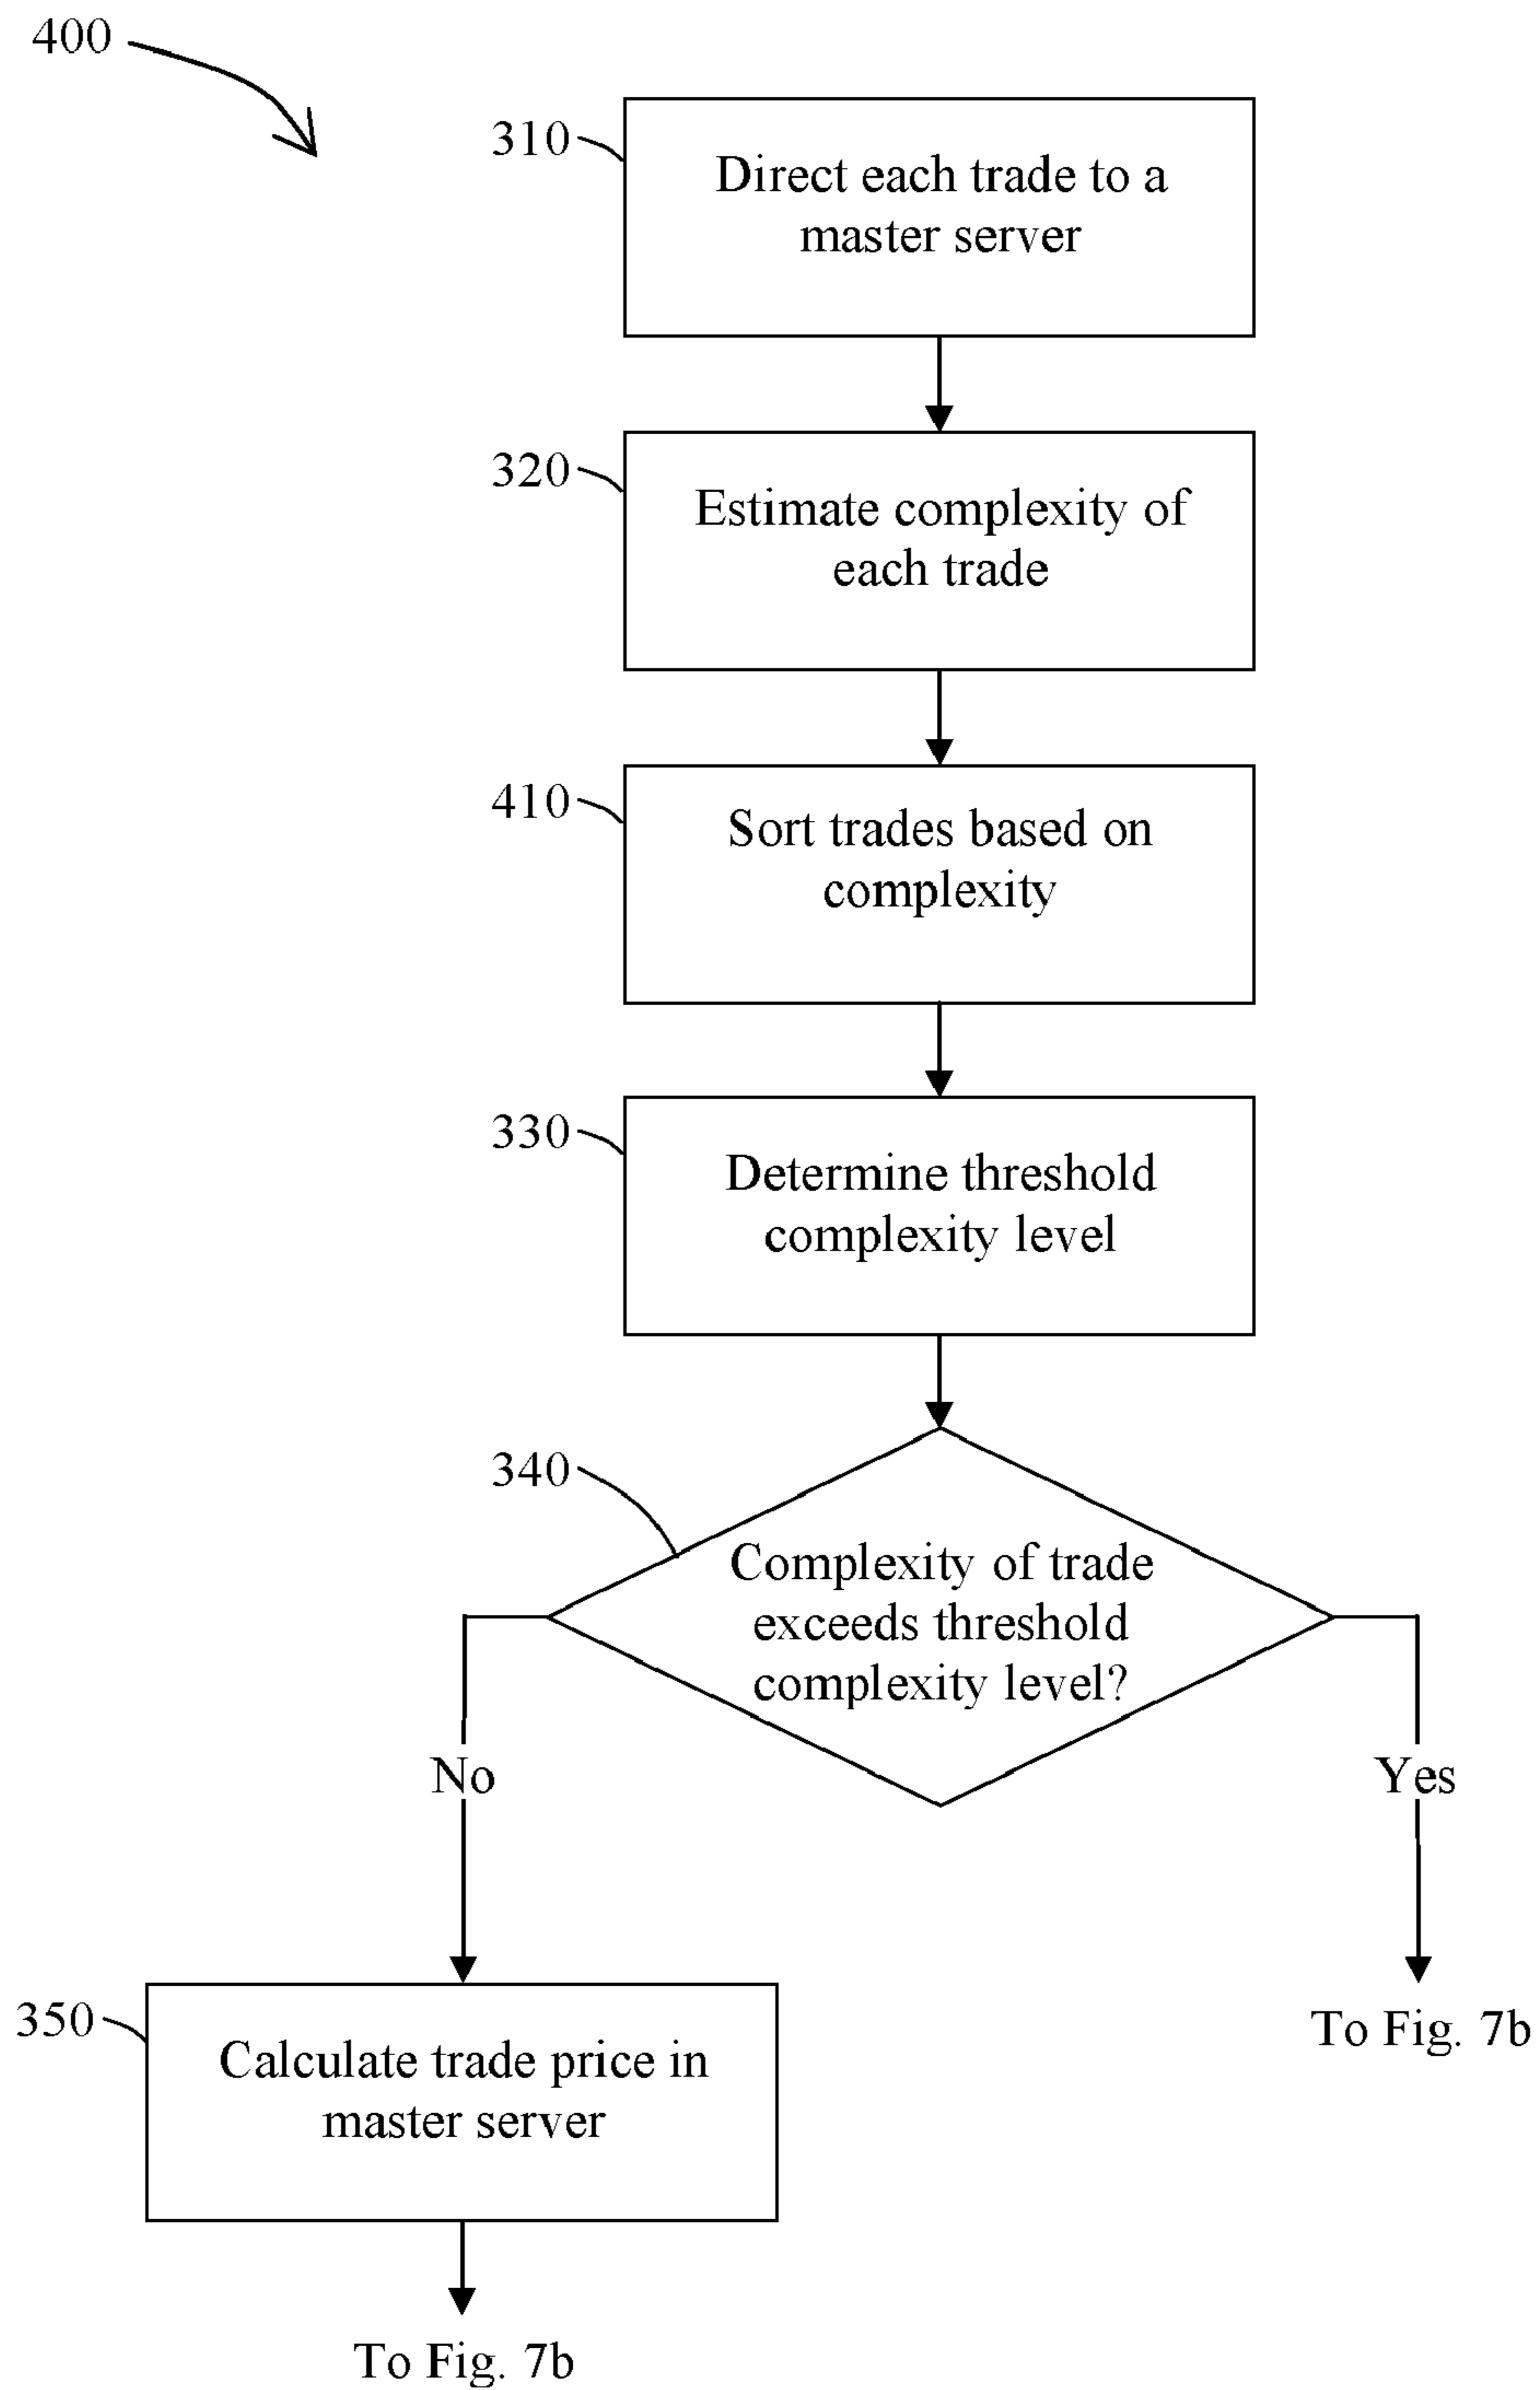 400
310
Direct each trade to a
master server
320
Estimate complexity of
each trade
410
Sort trades based on
complexity
330
Determine threshold
complexity level
340
Complexity of trade
exceeds threshold
complexity level?
No
Yes
350
Calculate trade price in
master server
To Fig. 7b
To Fig. 7b